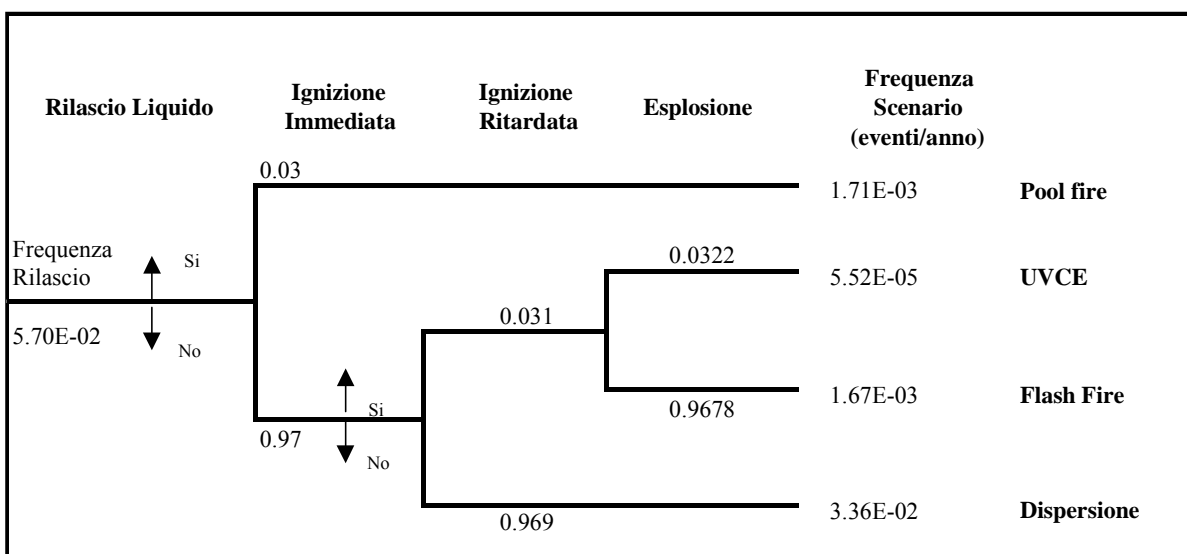 Rilascio Liquido
Ignizione
Immediata
Ignizione
Ritardata
Esplosione
Frequenza
Scenario
(eventi/anno)
0.03
1.71E-03
Pool fire
Frequenza
Rilascio
Si
0.0322
5.52E-05
UVCE
5.70E-02
No
0.031
0.97
Si
No
0.9678
1.67E-03
Flash Fire
0.969
3.36E-02
Dispersione